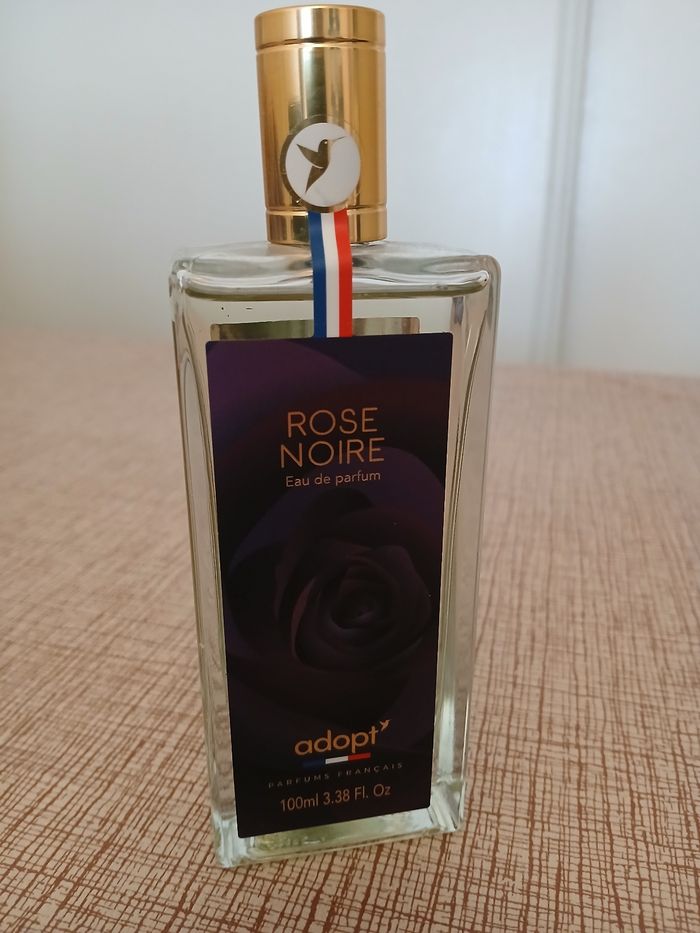 ROSE
NOIRE
Eau de parfum
adopt
PARFUMS FRANÇAIS
100ml 3.38 Fl. Oz